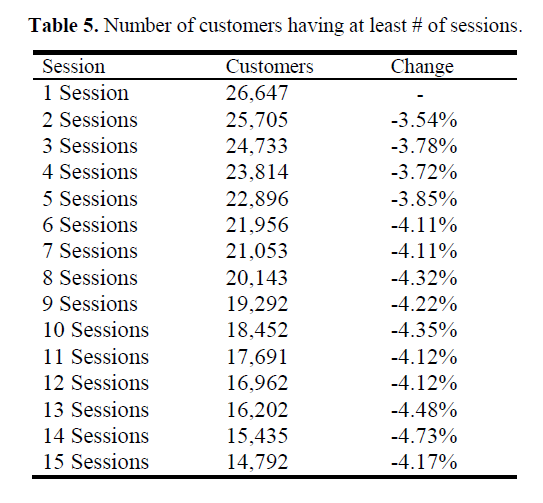 Table 5. Number of customers having at least # of sessions.
Session Customers Change
1 Session 26,647 -
2 Sessions 25,705 -3.54%
3 Sessions 24,733 -3.78%
4 Sessions 23,814 -3.72%
5 Sessions 22,896 -3.85%
6 Sessions 21,956 -4.11%
7 Sessions 21,053 -4.11%
8 Sessions 20,143 -4.32%
9 Sessions 19,292 -4.22%
10 Sessions 18,452 -4.35%
11 Sessions 17,691 -4.12%
12 Sessions 16,962 -4.12%
13 Sessions 16,202 -4.48%
14 Sessions 15,435 -4.73%
15 Sessions 14,792 -4.17%